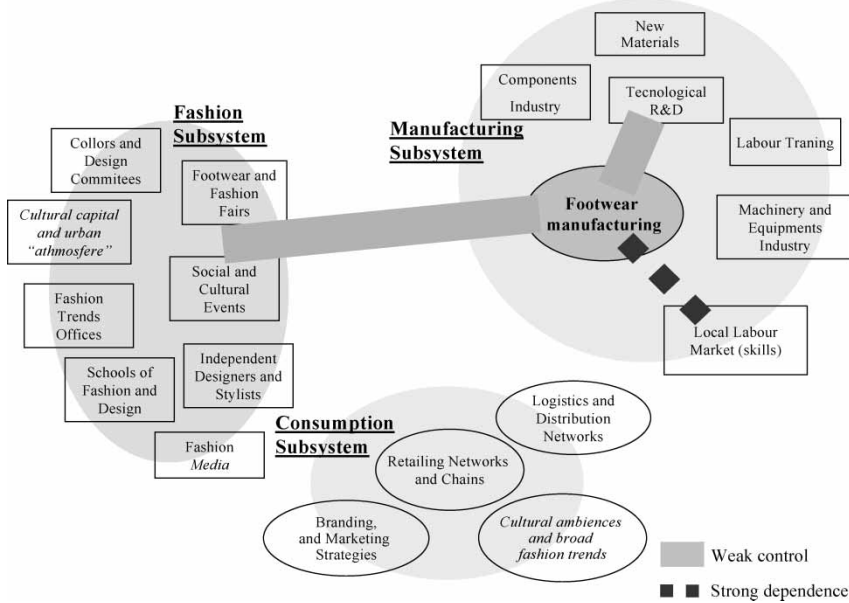 New
Materials
Components
Industry
Tecnological
R&D
Fashion
Subsystem
Manufacturing
Subsystem
Labour Traning
Collors and
Design
Commitees
Footwear and
Fashion
Fairs
Footwear
manufacturing
Machinery and
Equipments
Industry
Cultural capital
and urban
“athmosfere”
Social and
Cultural
Events
Fashion
Trends
Offices
Local Labour
Market (skills)
Schools of
Fashion and
Design
Independent
Designers and
Stylists
Logistics and
Distribution
Networks
Consumption
Subsystem
Fashion
Media
Retailing Networks
and Chains
Branding,
and Marketing
Strategies
Cultural ambiences
and broad
fashion trends
Weak control
Strong dependence